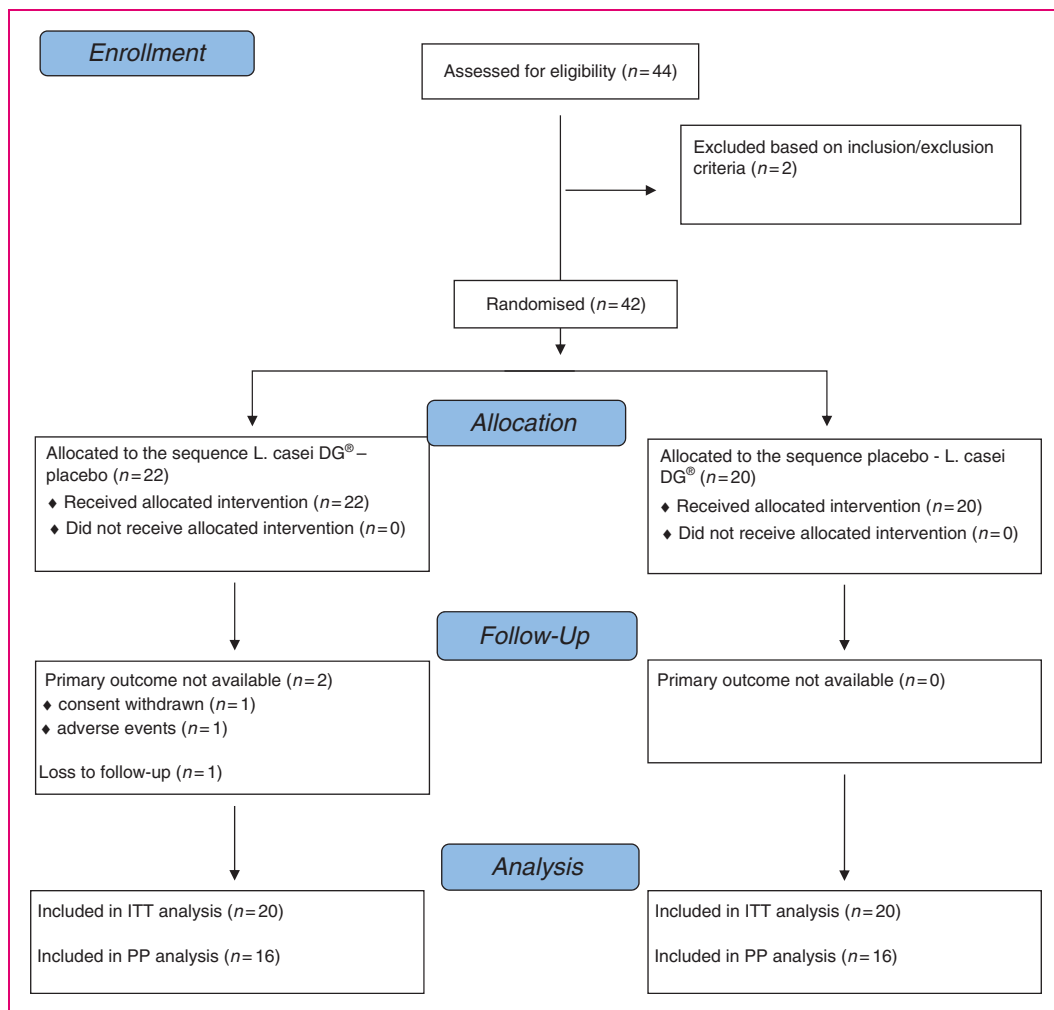 Enrollment
Assessed for eligibility (n=44)
Excluded based on inclusion/exclusion
criteria (n=2)
Randomised (n=42)
Allocation
Allocated to the sequence L. casei DG® –
placebo (n=22)
♦ Received allocated intervention (n=22)
♦ Did not receive allocated intervention (n=0)
Allocated to the sequence placebo - L. casei
DG® (n=20)
♦ Received allocated intervention (n=20)
♦ Did not receive allocated intervention (n=0)
Follow-Up
Primary outcome not available (n=2)
♦ consent withdrawn (n=1)
♦ adverse events (n=1)
Loss to follow-up (n=1)
Primary outcome not available (n=0)
Analysis
Included in ITT analysis (n=20)
Included in PP analysis (n=16)
Included in ITT analysis (n=20)
Included in PP analysis (n=16)